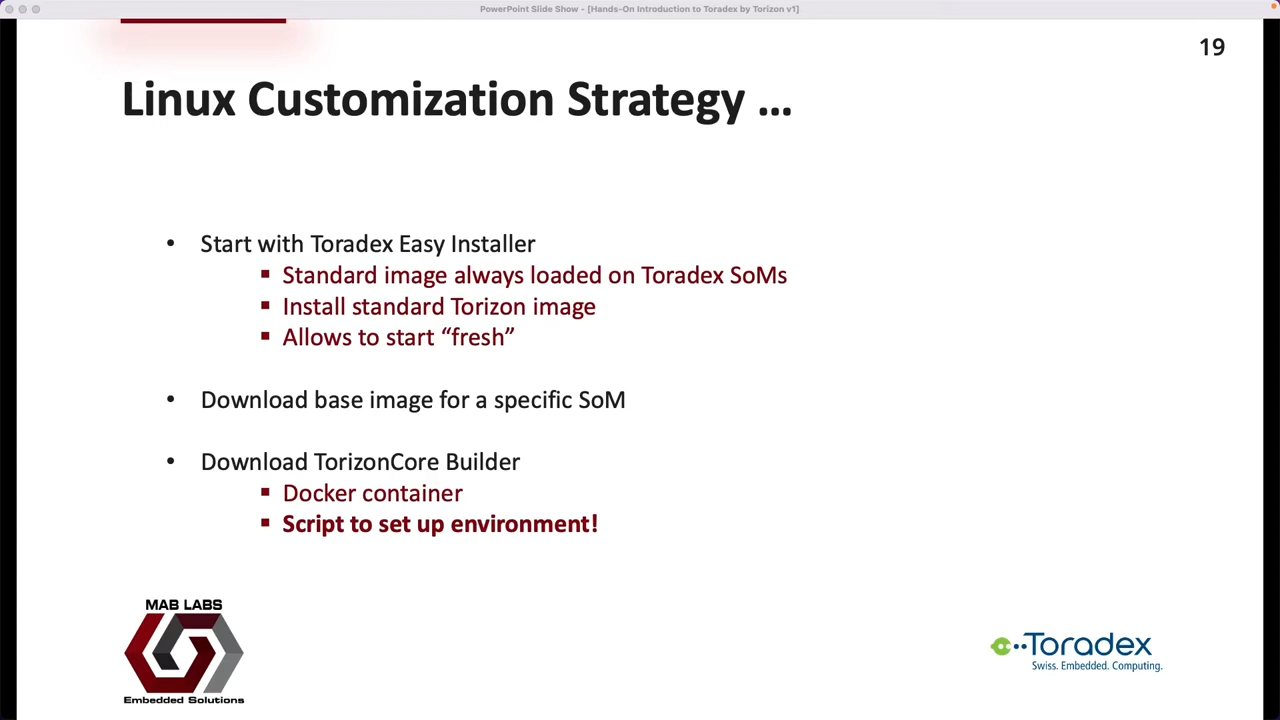 PowerPoint Slide Show - [Hands-On Introduction to Toradex by Torizon v1]
19
Linux Customization Strategy ...
• Start with Toradex Easy Installer
▪ Standard image always loaded on Toradex SoMs
▪ Install standard Torizon image
▪ Allows to start “fresh”
• Download base image for a specific SoM
• Download TorizonCore Builder
▪ Docker container
▪ Script to set up environment!
MAB LABS
Embedded Solutions
Toradex
Swiss. Embedded. Computing.